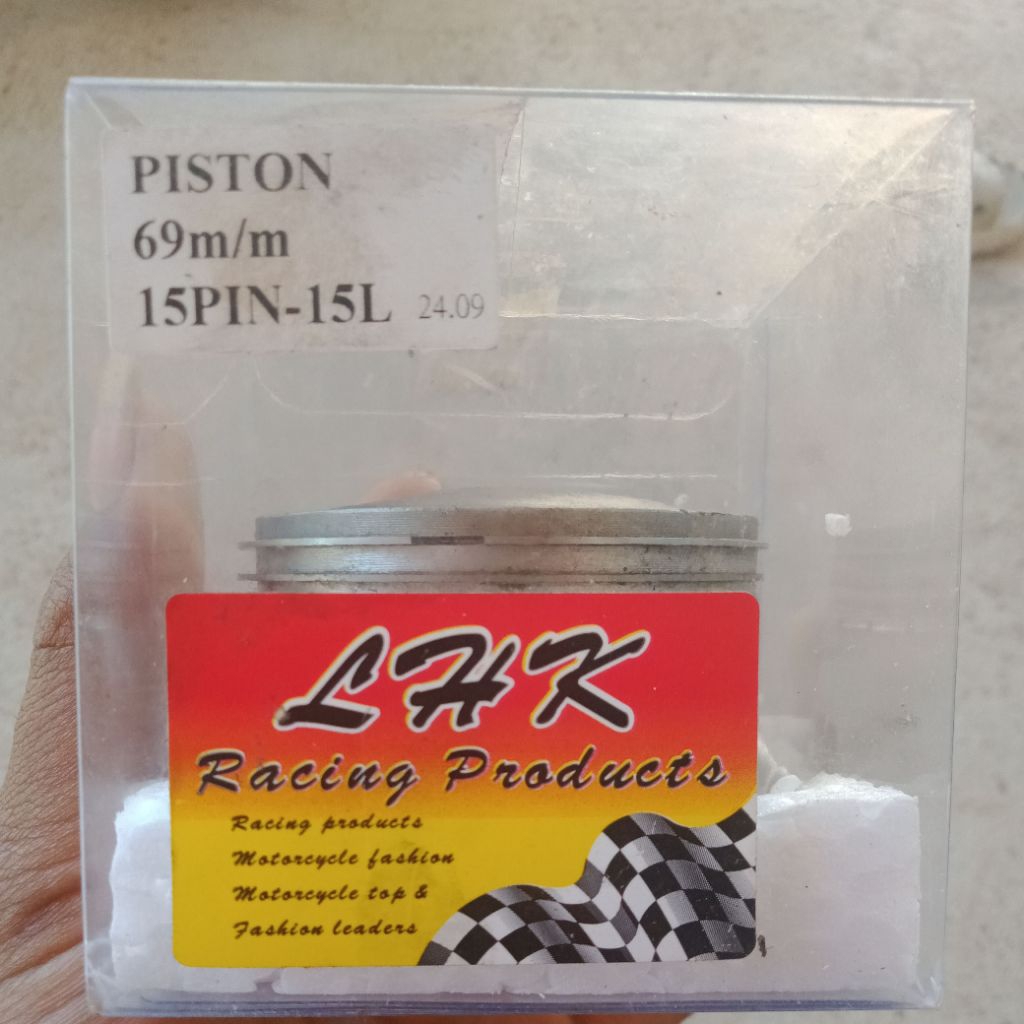 PISTON
69m/m
15PIN-15L 24.09
LHK
Racing Products
Racing products
Motorcycle fashion
Motorcycle top &
Fashion leaders